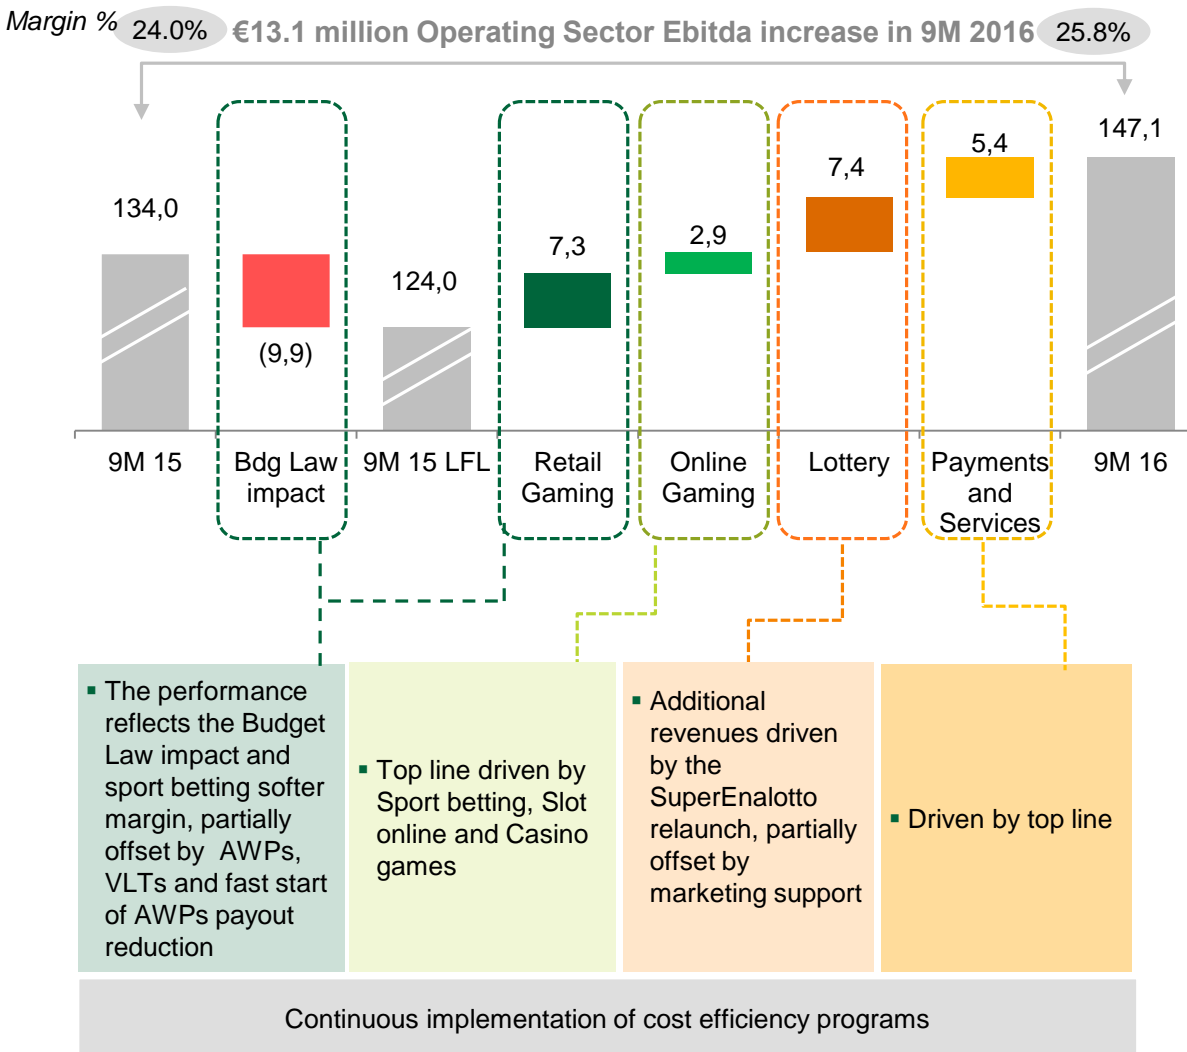 Margin % 24.0% €13.1 million Operating Sector Ebitda increase in 9M 2016 25.8%
134,0
(9,9)
124,0
7,3
2,9
7,4
5,4
147,1
9M 15
Bdg Law
impact
9M 15 LFL
Retail
Gaming
Online
Gaming
Lottery
Payments
and
Services
9M 16
▪ The performance
reflects the Budget
Law impact and
sport betting softer
margin, partially
offset by AWPs,
VLTs and fast start
of AWPs payout
reduction
▪ Top line driven by
Sport betting, Slot
online and Casino
games
▪ Additional
revenues driven
by the
SuperEnalotto
relaunch, partially
offset by
marketing support
▪ Driven by top line
Continuous implementation of cost efficiency programs